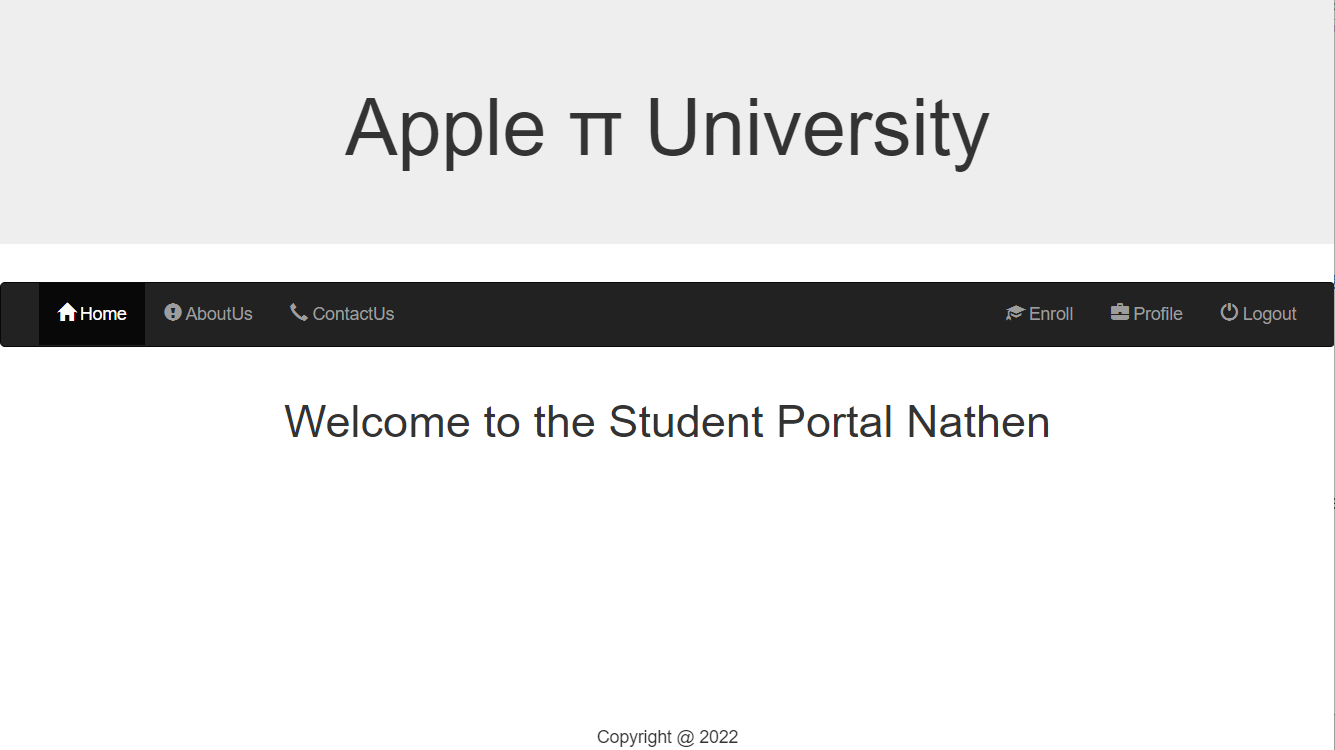 Apple π University
Home AboutUs ContactUs Enroll Profile Logout
Welcome to the Student Portal Nathen
Copyright @ 2022